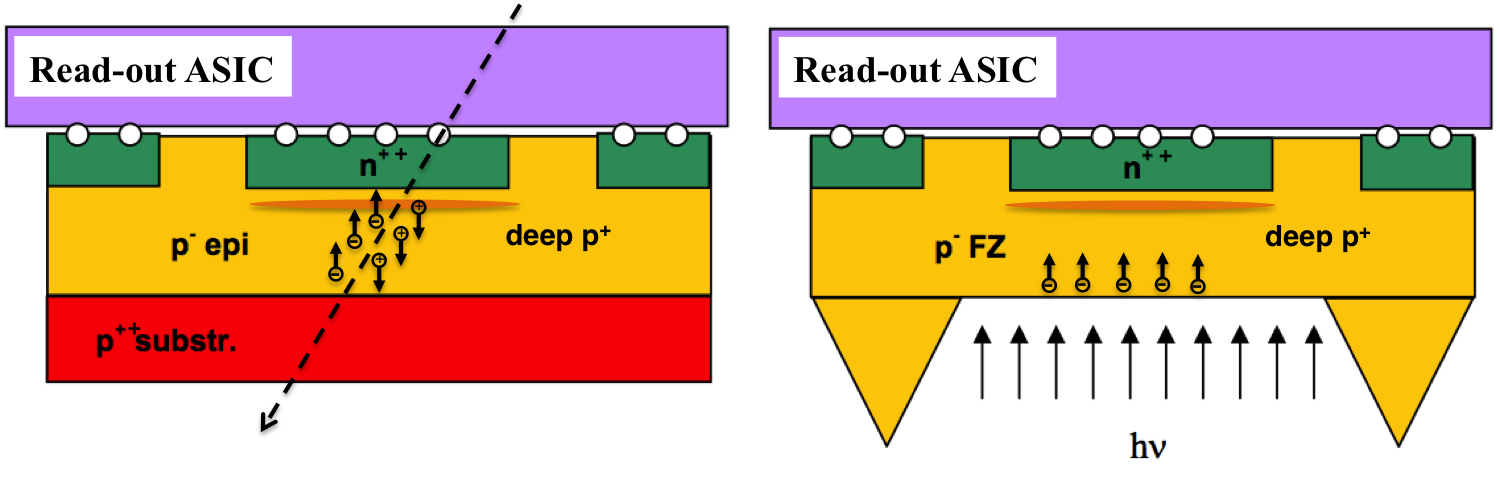 Read-out ASIC
n++
p- epi
deep p+
p++substr.
Read-out ASIC
n++
p- FZ
deep p+
hν